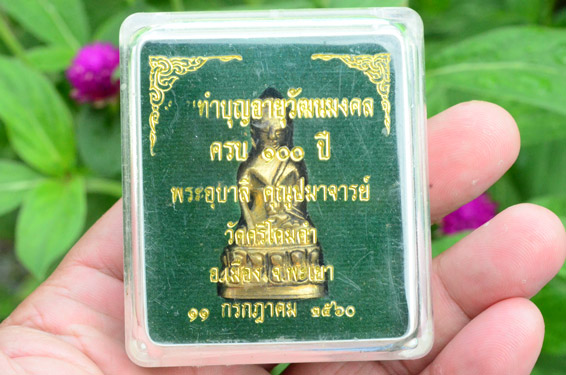 ทำบุญอายุวัฒนมงคล
ครบ ๑๐๐ ปี
พระอุบาลี คุณูปมาจารย์
วัดศรีโคมคำ
อ.เมือง จ.พะเยา
๑๑ กรกฎาคม ๒๕๖๐